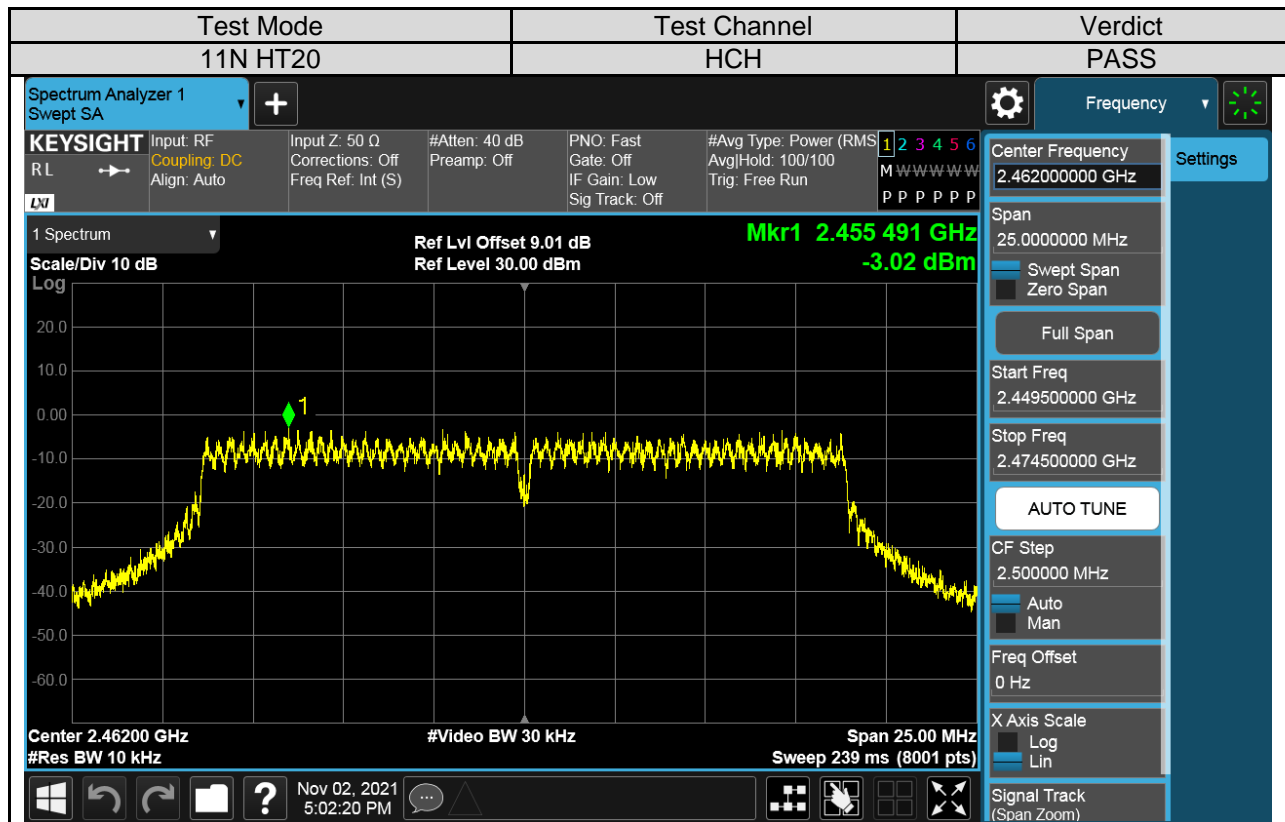 Test Mode Test Channel Verdict
11N HT20 HCH PASS
Spectrum Analyzer 1
Swept SA
+
Frequency
KEYSIGHT
RL
LXI
Input: RF
Coupling: DC
Align: Auto
Input Z: 50 Ω
Corrections: Off
Freq Ref: Int (S)
#Atten: 40 dB
Preamp: Off
PNO: Fast
Gate: Off
IF Gain: Low
Sig Track: Off
#Avg Type: Power (RMS
Avg|Hold: 100/100
Trig: Free Run
1 2 3 4 5 6
M W W W W W
P P P P P P
1 Spectrum
Scale/Div 10 dB
Ref Lvl Offset 9.01 dB
Ref Level 30.00 dBm
Mkr1 2.455 491 GHz
-3.02 dBm
Log
20.0
10.0
0.00
-10.0
-20.0
-30.0
-40.0
-50.0
-60.0
1
Center 2.46200 GHz
#Res BW 10 kHz
#Video BW 30 kHz
Span 25.00 MHz
Sweep 239 ms (8001 pts)
Nov 02, 2021
5:02:20 PM
?
Center Frequency
2.462000000 GHz
Settings
Span
25.0000000 MHz
Swept Span
Zero Span
Full Span
Start Freq
2.449500000 GHz
Stop Freq
2.474500000 GHz
AUTO TUNE
CF Step
2.500000 MHz
Auto
Man
Freq Offset
0 Hz
X Axis Scale
Log
Lin
Signal Track
(Span Zoom)